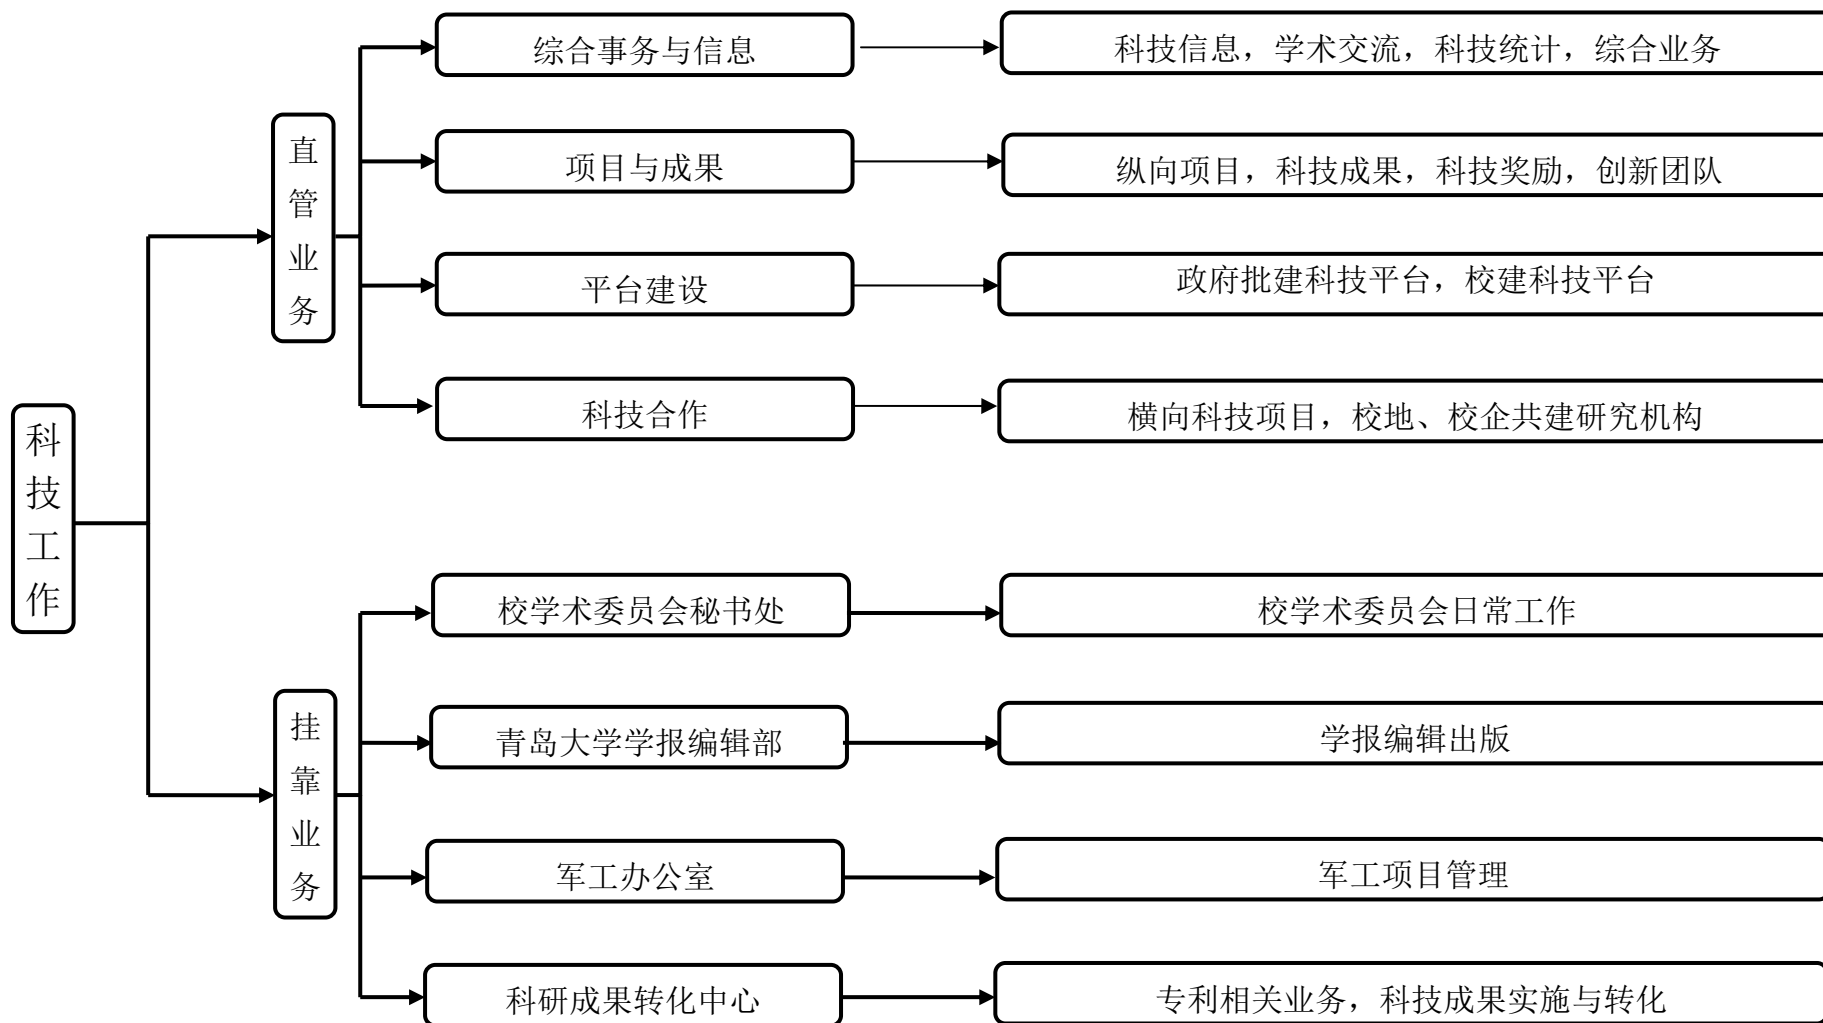 科技工作
直管业务
综合事务与信息
科技信息，学术交流，科技统计，综合业务
项目与成果
纵向项目，科技成果，科技奖励，创新团队
平台建设
政府批建科技平台，校建科技平台
科技合作
横向科技项目，校地、校企共建研究机构
挂靠业务
校学术委员会秘书处
校学术委员会日常工作
青岛大学学报编辑部
学报编辑出版
军工办公室
军工项目管理
科研成果转化中心
专利相关业务，科技成果实施与转化